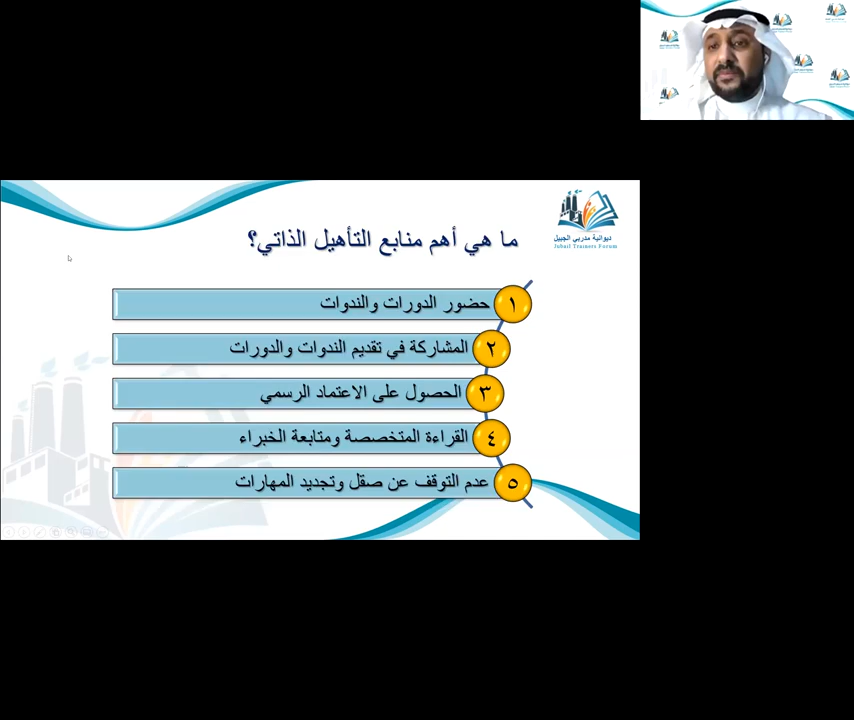 ديوانية مدربي الجبيل
Jubail Trainers Forum
ما هي أهم منابع التأهيل الذاتي؟
١ حضور الدورات والندوات
٢ المشاركة في تقديم الندوات والدورات
٣ الحصول على الاعتماد الرسمي
٤ القراءة المتخصصة ومتابعة الخبراء
٥ عدم التوقف عن صقل وتجديد المهارات